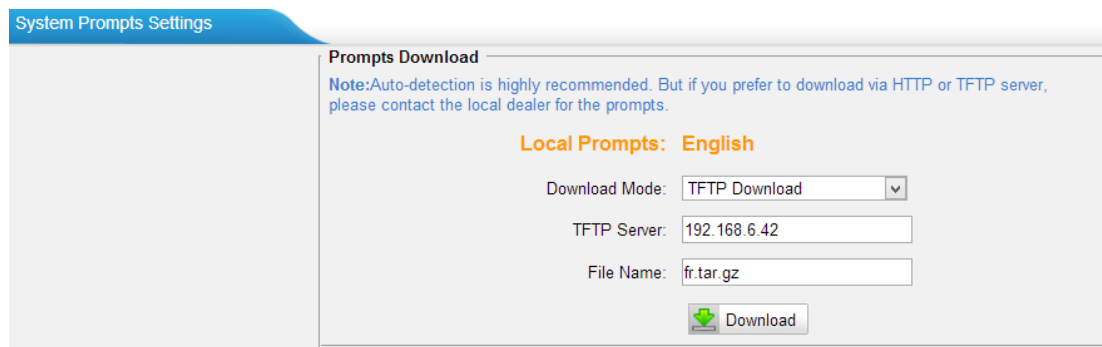 System Prompts Settings
Prompts Download
Note:Auto-detection is highly recommended. But if you prefer to download via HTTP or TFTP server,
please contact the local dealer for the prompts.
Local Prompts: English
Download Mode: TFTP Download
TFTP Server: 192.168.6.42
File Name: fr.tar.gz
Download